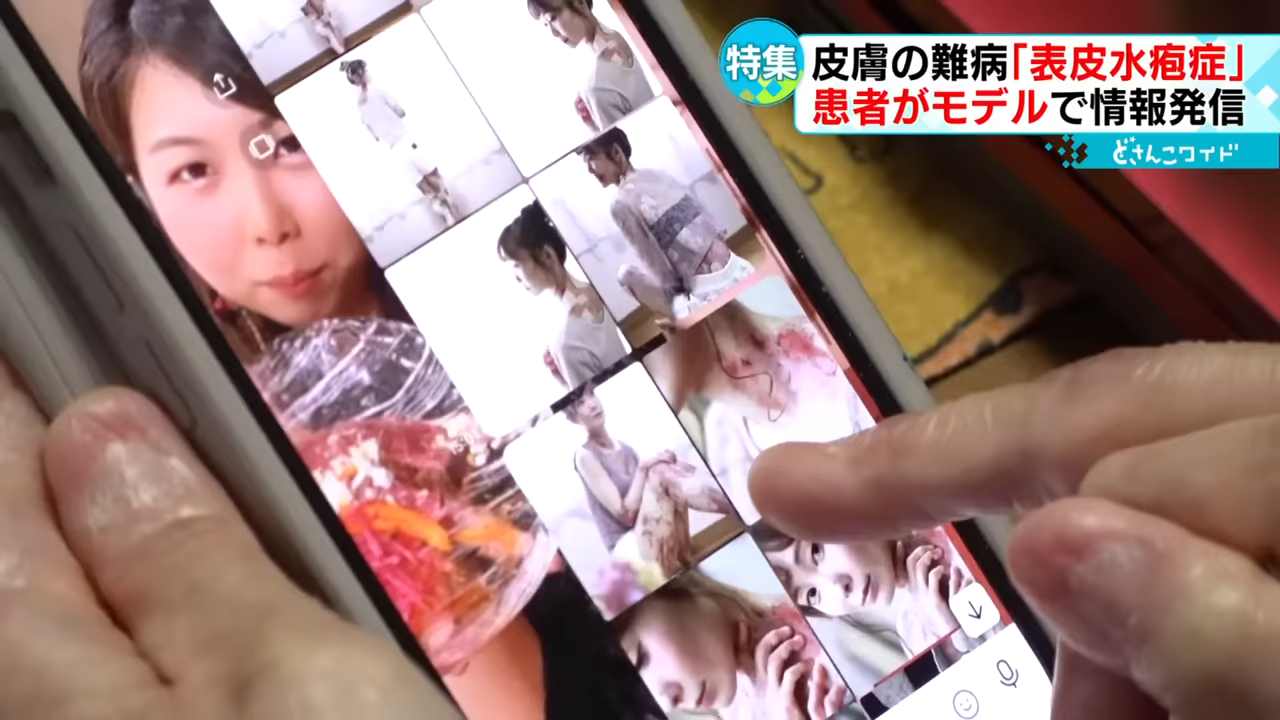 特集
皮膚の難病「表皮水疱症」
患者がモデルで情報発信
どさんこワイド